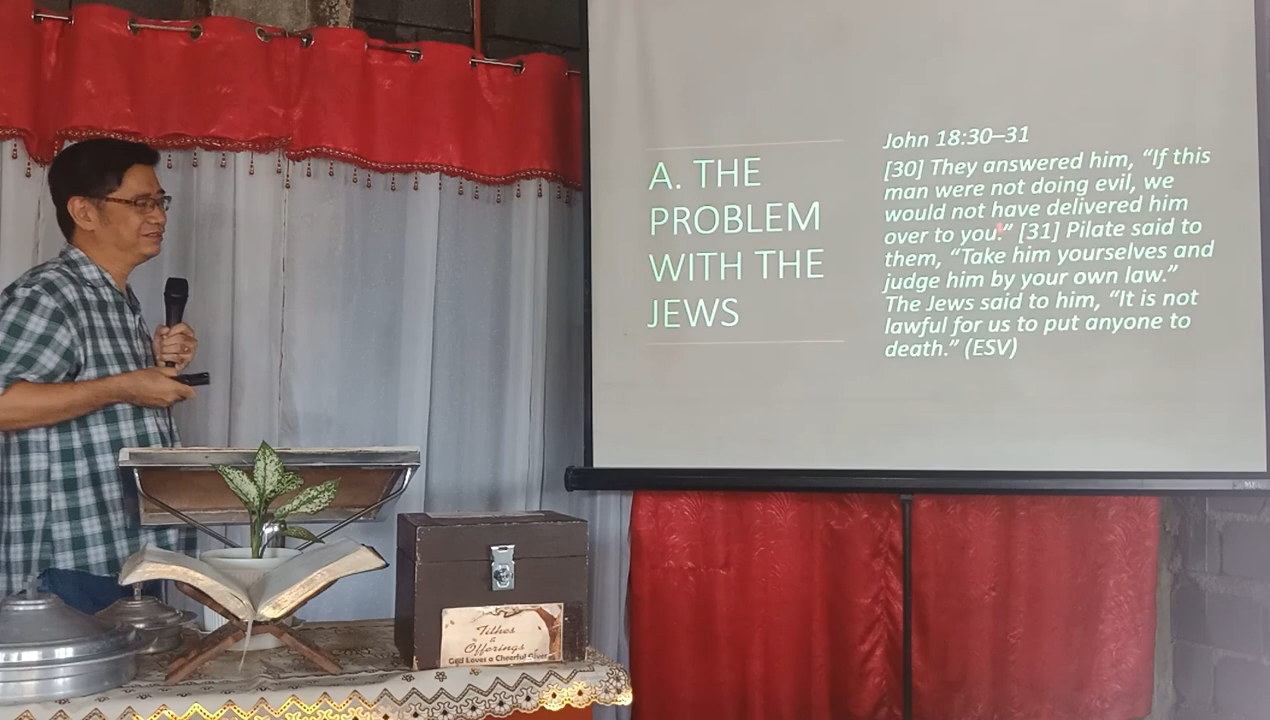 A. THE
PROBLEM
WITH THE
JEWS
John 18:30–31
[30] They answered him, “If this
man were not doing evil, we
would not have delivered him
over to you.” [31] Pilate said to
them, “Take him yourselves and
judge him by your own law.”
The Jews said to him, “It is not
lawful for us to put anyone to
death.” (ESV)
Tithes
&
Offerings
God Loves a Cheerful Giver